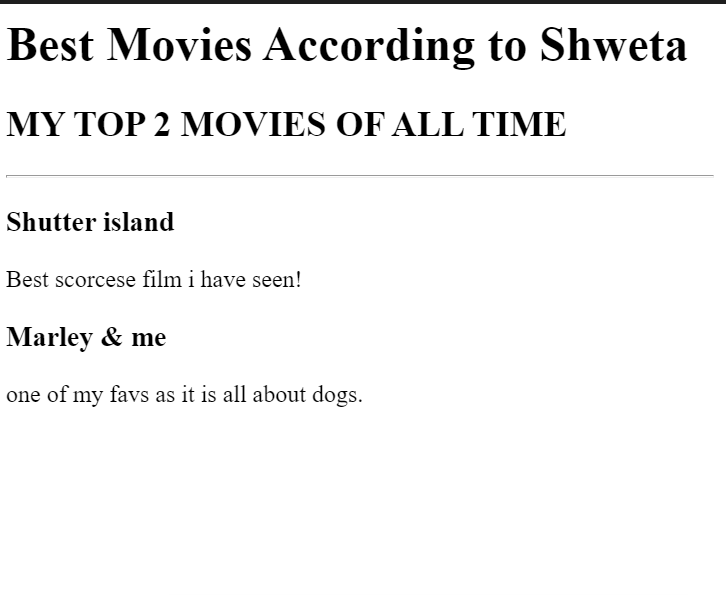 Best Movies According to Shweta
MY TOP 2 MOVIES OF ALL TIME
Shutter island
Best scorcese film i have seen!
Marley & me
one of my favs as it is all about dogs.